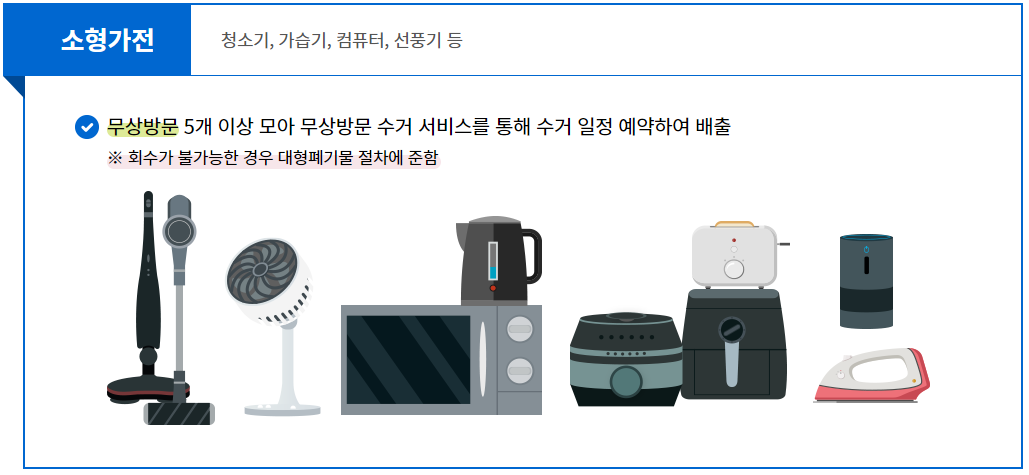 소형가전
청소기, 가습기, 컴퓨터, 선풍기 등
무상방문 5개 이상 모아 무상방문 수거 서비스를 통해 수거 일정 예약하여 배출
※ 회수가 불가능한 경우 대형폐기물 절차에 준함